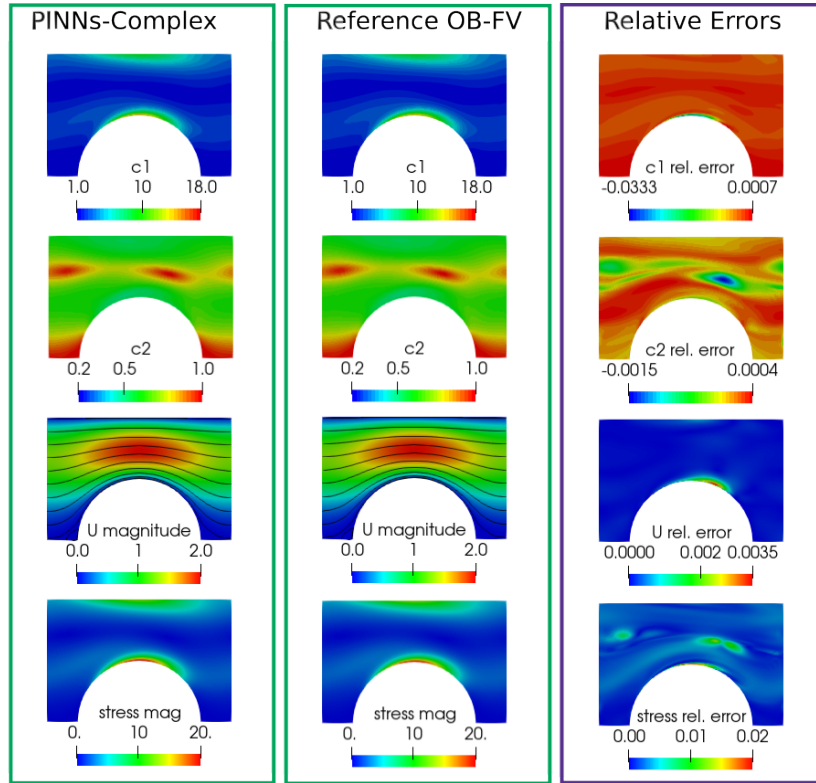 PINNs-Complex
c1
1.0 10 18.0
c2
0.2 0.5 1.0
U magnitude
0.0 1 2.0
stress mag
0. 10 20.
Reference OB-FV
c1
1.0 10 18.0
c2
0.2 0.5 1.0
U magnitude
0.0 1 2.0
stress mag
0. 10 20.
Relative Errors
c1 rel. error
-0.0333 0.0007
c2 rel. error
-0.0015 0.0004
U rel. error
0.0000 0.002 0.0035
stress rel. error
0.00 0.01 0.02